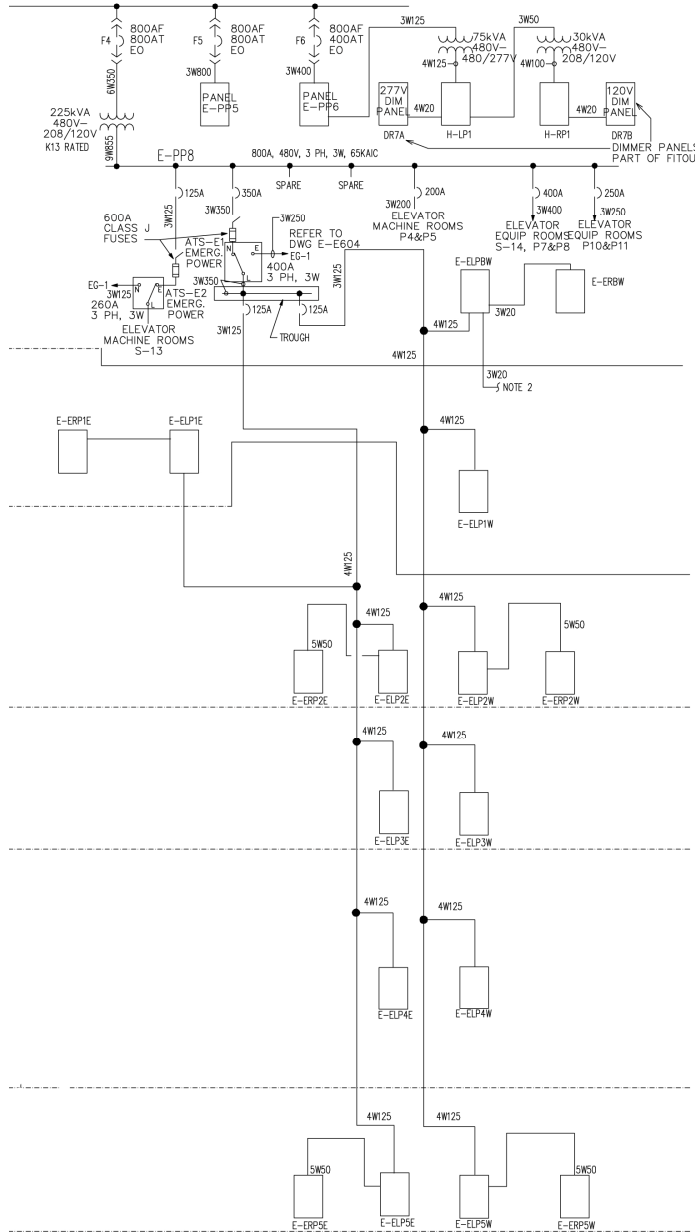 F4
800AF
800AT
EO
F5
800AF
800AT
EO
F6
800AF
400AT
EO
3W125
3W50
75kVA
480V-
480/277V
30kVA
480V-
208/120V
6W350
3W800
3W400
4W125
4W100
PANEL
E-PP5
PANEL
E-PP6
277V
DIM
PANEL
120V
DIM
PANEL
4W20
4W20
DR7A
H-LP1
H-RP1
DR7B
DIMMER PANELS
PART OF FITOU
225kVA
480V-
208/120V
K13 RATED
9W855
E-PP8
800A, 480V, 3 PH, 3W, 65KAIC
125A
350A
SPARE
SPARE
200A
400A
250A
3W125
3W350
3W200
3W400
3W250
ELEVATOR
MACHINE ROOMS
P4&P5
ELEVATOR
EQUIP ROOMS
S-14, P7&P8
ELEVATOR
EQUIP ROOMS
P10&P11
600A
CLASS J
FUSES
ATS-E1
EMERG.
POWER
N
E
L
3W250
EG-1
REFER TO
DWG E-E604
400A
3 PH, 3W
3W350
EG-1
3W125
260A
3 PH, 3W
N
E
L
ATS-E2
EMERG.
POWER
ELEVATOR
MACHINE ROOMS
S-13
125A
125A
3W125
TROUGH
3W125
E-ELPBW
E-ERBW
3W20
4W125
4W125
3W20
NOTE 2
E-ERP1E
E-ELP1E
4W125
E-ELP1W
4W125
4W125
4W125
5W50
5W50
E-ERP2E
E-ELP2E
E-ELP2W
E-ERP2W
4W125
4W125
E-ELP3E
E-ELP3W
4W125
4W125
E-ELP4E
E-ELP4W
4W125
4W125
5W50
5W50
E-ERP5E
E-ELP5E
E-ELP5W
E-ERP5W